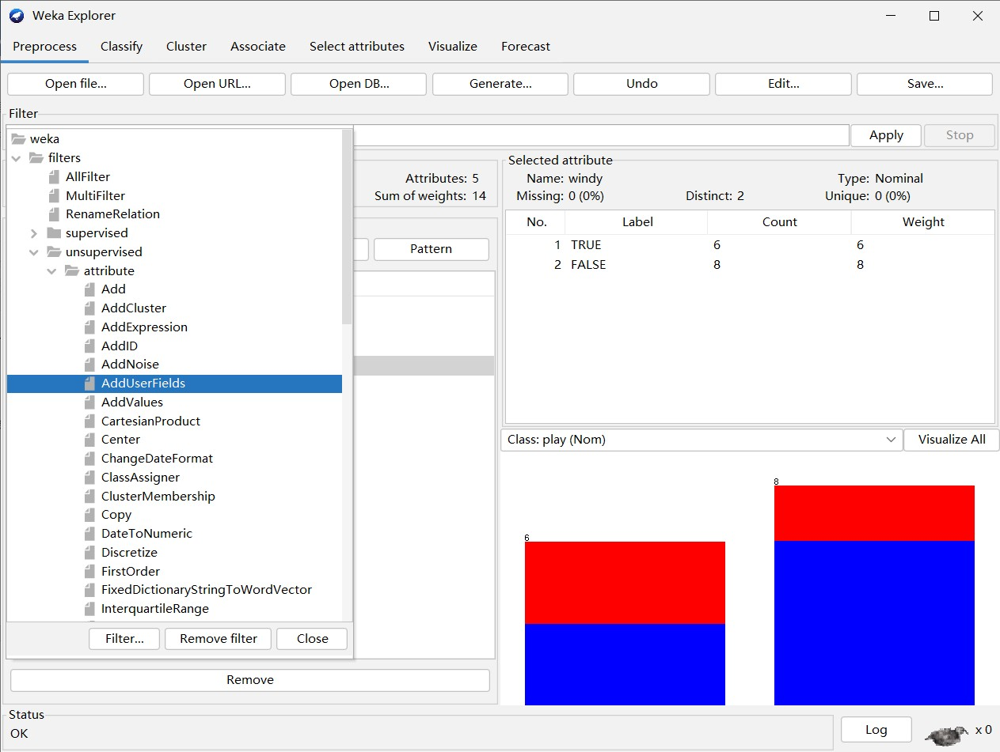 Weka Explorer
Preprocess Classify Cluster Associate Select attributes Visualize Forecast
Open file... Open URL... Open DB... Generate... Undo Edit... Save...
Filter
Apply Stop
weka
filters
AllFilter
MultiFilter
RenameRelation
supervised
unsupervised
attribute
Add
AddCluster
AddExpression
AddID
AddNoise
AddUserFields
AddValues
CartesianProduct
Center
ChangeDateFormat
ClassAssigner
ClusterMembership
Copy
DateToNumeric
Discretize
FirstOrder
FixedDictionaryStringToWordVector
InterquartileRange
Filter... Remove filter Close
Attributes: 5
Sum of weights: 14
Pattern
Remove
Selected attribute
Name: windy Type: Nominal
Missing: 0 (0%) Distinct: 2 Unique: 0 (0%)
No. Label Count Weight
1 TRUE 6 6
2 FALSE 8 8
Class: play (Nom) Visualize All
8
6
Status
OK
Log x 0